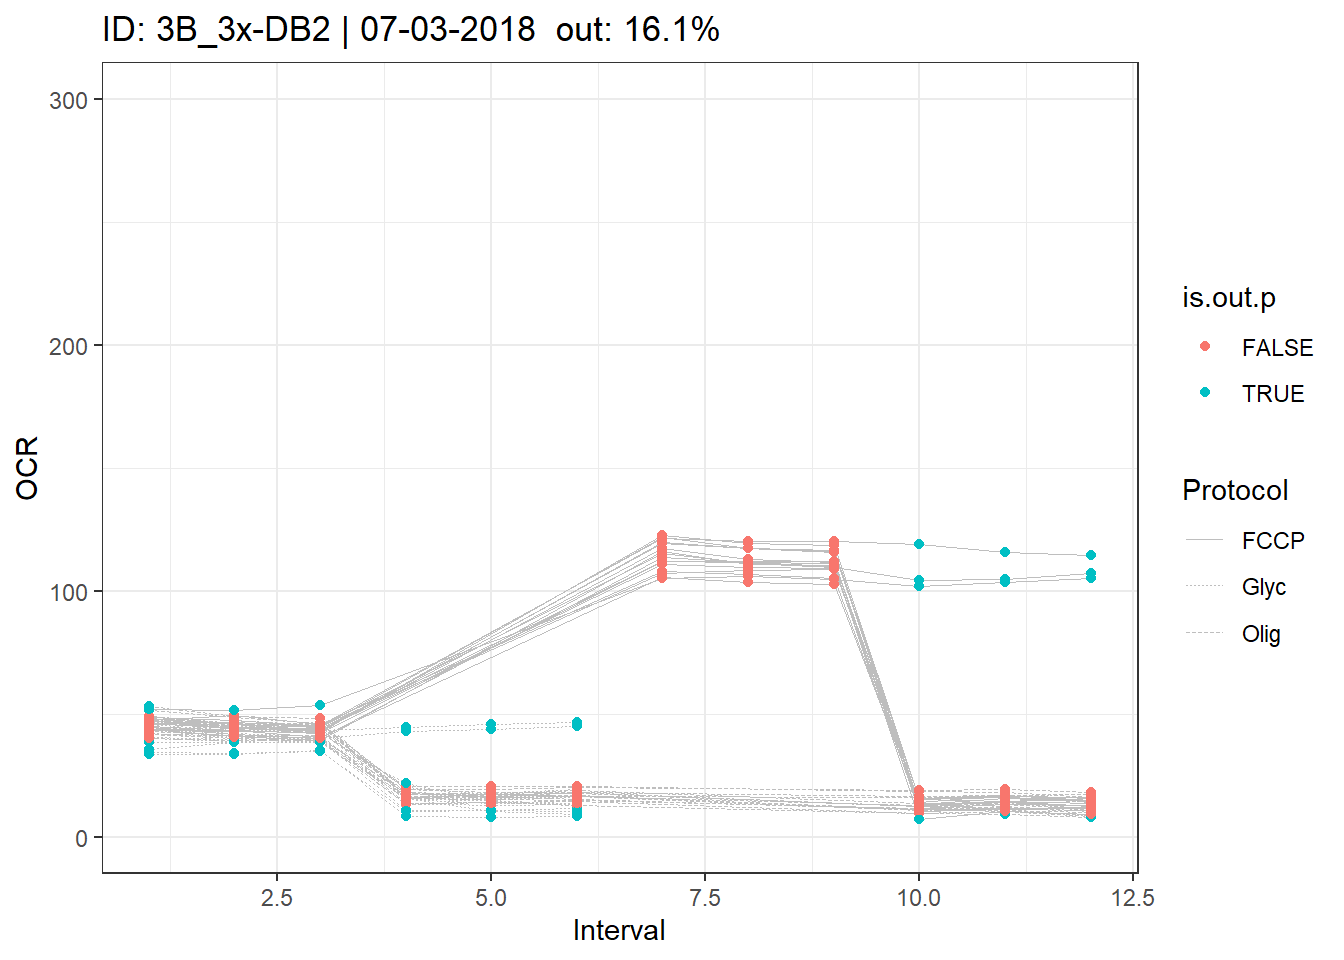 ID: 3B_3x-DB2 | 07-03-2018  out: 16.1%
300
200
100
0
OCR
2.5
5.0
7.5
10.0
12.5
Interval
is.out.p
FALSE
TRUE
Protocol
FCCP
Glyc
Olig